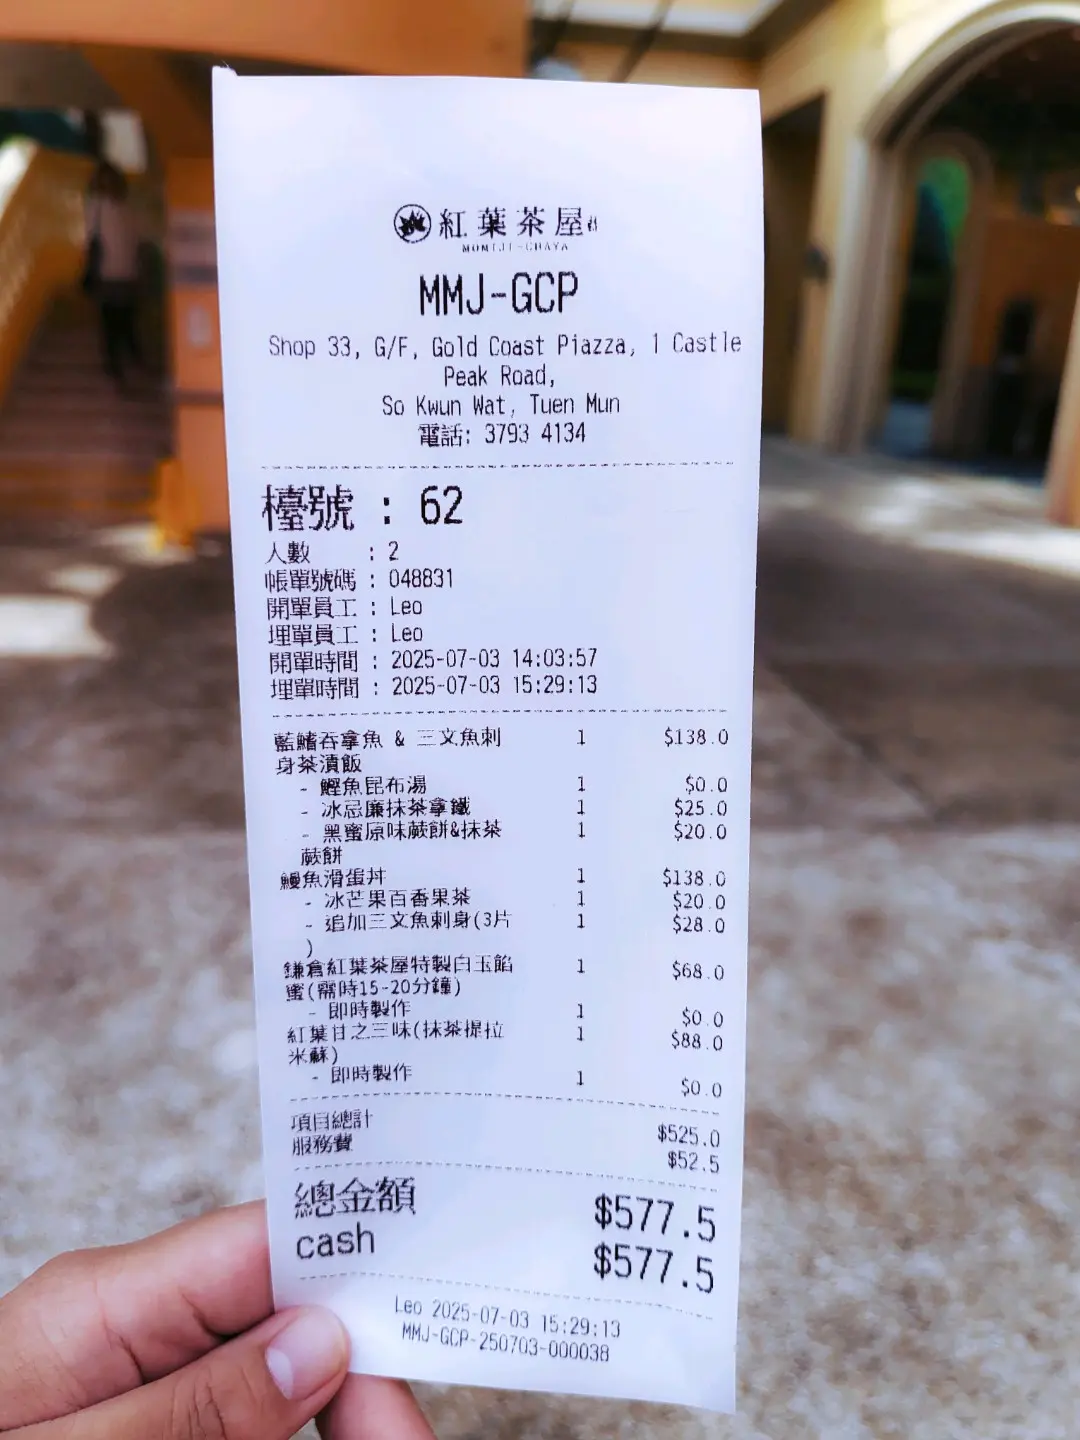 紅葉茶屋
MOMIJI-CHAYA
MMJ-GCP
Shop 33, G/F, Gold Coast Piazza, 1 Castle
Peak Road,
So Kwun Wat, Tuen Mun
電話: 3793 4134
檯號 : 62
人數 : 2
帳單號碼 : 048831
開單員工 : Leo
埋單員工 : Leo
開單時間 : 2025-07-03 14:03:57
埋單時間 : 2025-07-03 15:29:13
藍鰭吞拿魚 & 三文魚刺 1 $138.0
身茶漬飯
- 鰹魚昆布湯 1 $0.0
- 冰忌廉抹茶拿鐵 1 $25.0
- 黑蜜原味蕨餅&抹茶 1 $20.0
蕨餅
鰻魚滑蛋丼 1 $138.0
- 冰芒果百香果茶 1 $20.0
- 追加三文魚刺身(3片 1 $28.0
)
鎌倉紅葉茶屋特製白玉餡 1 $68.0
蜜(需時15-20分鐘)
- 即時製作 1 $0.0
紅葉甘之三味(抹茶提拉 1 $88.0
米蘇)
- 即時製作 1 $0.0
項目總計 $525.0
服務費 $52.5
總金額 $577.5
cash $577.5
Leo 2025-07-03 15:29:13
MMJ-GCP-250703-000038